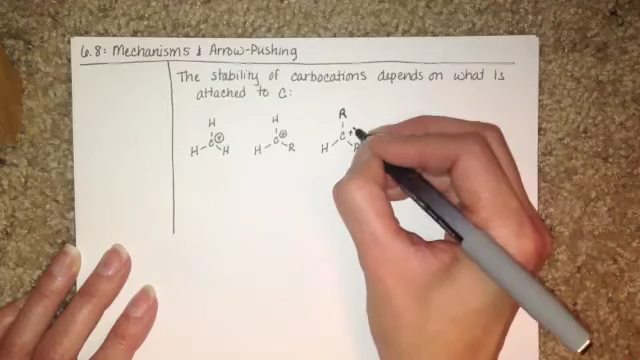 6.8: Mechanisms & Arrow-Pushing
The stability of carbocations depends on what is
attached to C:
H H R
C⊕ C⊕ C+
H H H R H R